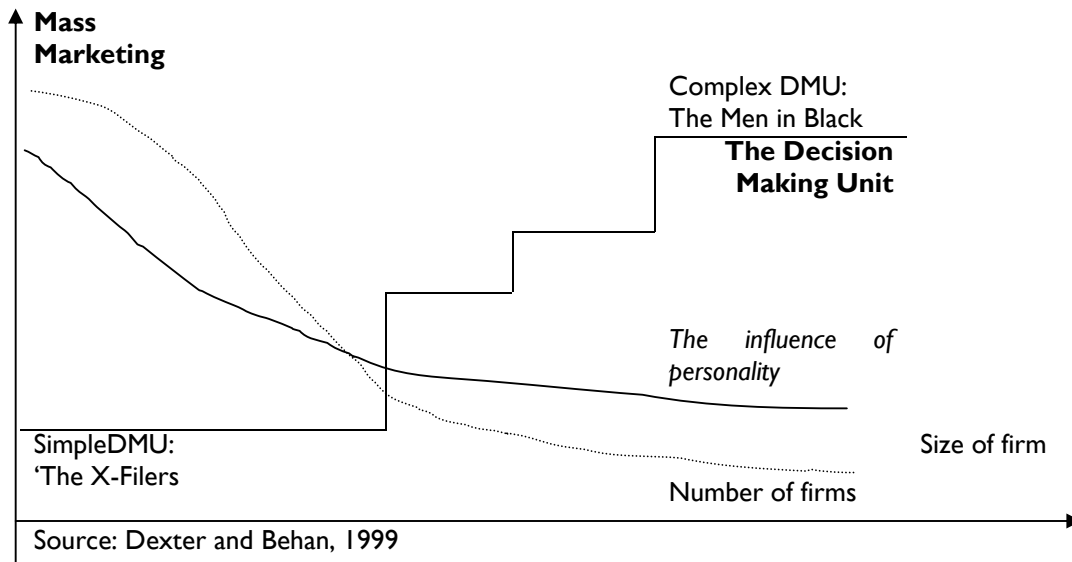 Mass
Marketing
Complex DMU:
The Men in Black
The Decision
Making Unit
The influence of
personality
SimpleDMU:
‘The X-Filers
Size of firm
Number of firms
Source: Dexter and Behan, 1999